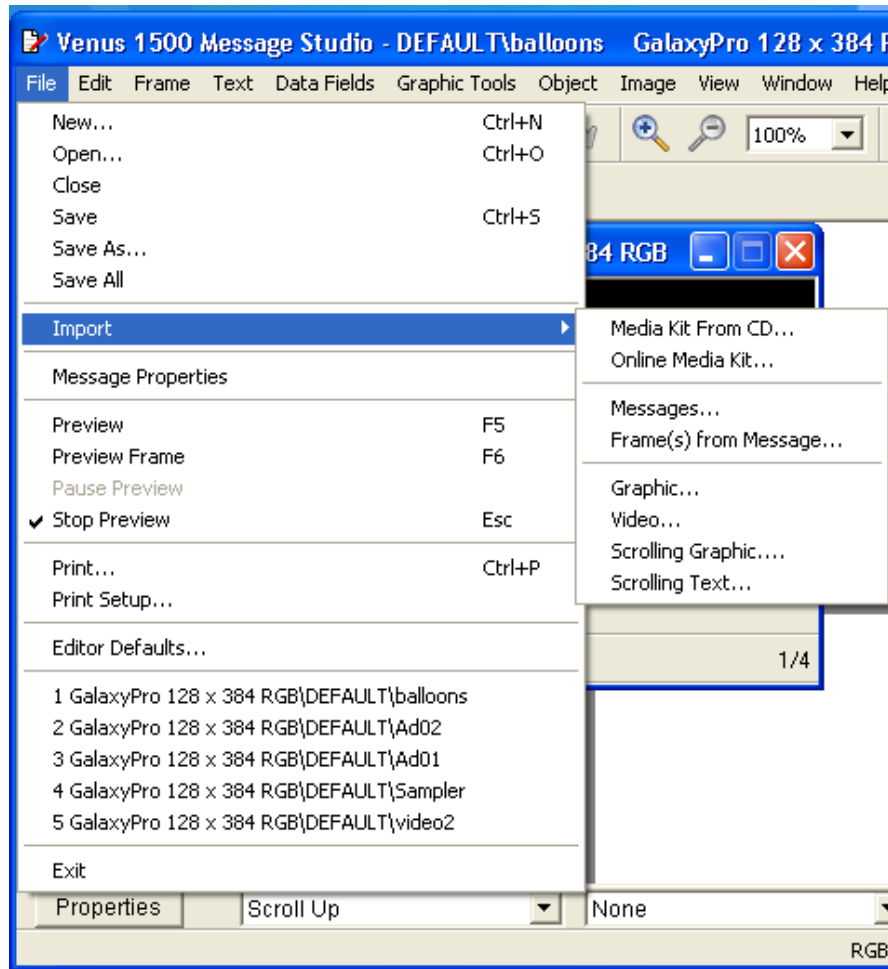 Venus 1500 Message Studio - DEFAULT\balloons GalaxyPro 128 x 384
File Edit Frame Text Data Fields Graphic Tools Object Image View Window Help
100%
New... Ctrl+N
Open... Ctrl+O
Close
Save Ctrl+S
Save As...
Save All
84 RGB
Import
Message Properties
Preview F5
Preview Frame F6
Pause Preview
Stop Preview Esc
Print... Ctrl+P
Print Setup...
Editor Defaults...
1 GalaxyPro 128 x 384 RGB\DEFAULT\balloons
2 GalaxyPro 128 x 384 RGB\DEFAULT\Ad02
3 GalaxyPro 128 x 384 RGB\DEFAULT\Ad01
4 GalaxyPro 128 x 384 RGB\DEFAULT\Sampler
5 GalaxyPro 128 x 384 RGB\DEFAULT\video2
Exit
Media Kit From CD...
Online Media Kit...
Messages...
Frame(s) from Message...
Graphic...
Video...
Scrolling Graphic....
Scrolling Text...
1/4
Properties Scroll Up None
RGB